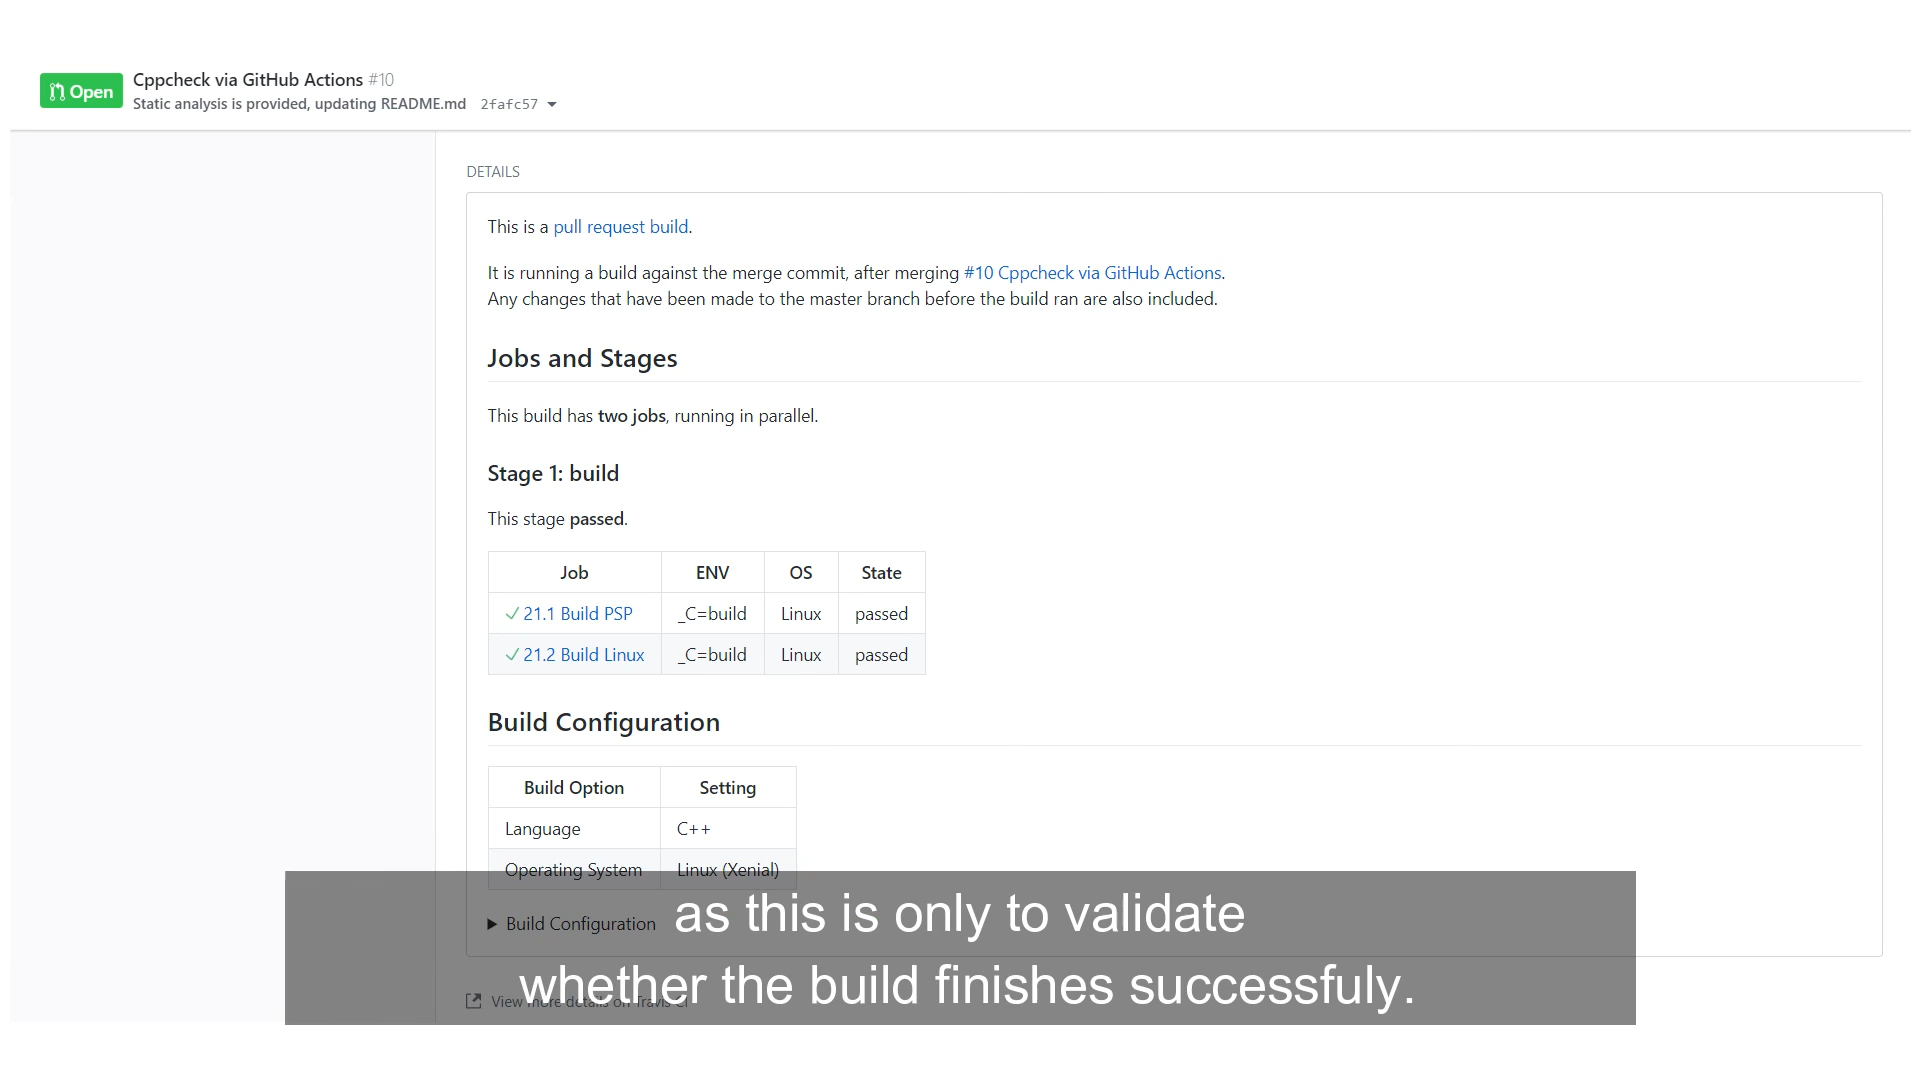 Open
Cppcheck via GitHub Actions #10
Static analysis is provided, updating README.md 2fafc57
DETAILS
This is a pull request build.
It is running a build against the merge commit, after merging #10 Cppcheck via GitHub Actions.
Any changes that have been made to the master branch before the build ran are also included.
Jobs and Stages
This build has two jobs, running in parallel.
Stage 1: build
This stage passed.
Job ENV OS State
21.1 Build PSP _C=build Linux passed
21.2 Build Linux _C=build Linux passed
Build Configuration
Build Option Setting
Language C++
Operating System Linux (Xenial)
Build Configuration
View more details on Travis CI
as this is only to validate
whether the build finishes successfuly.